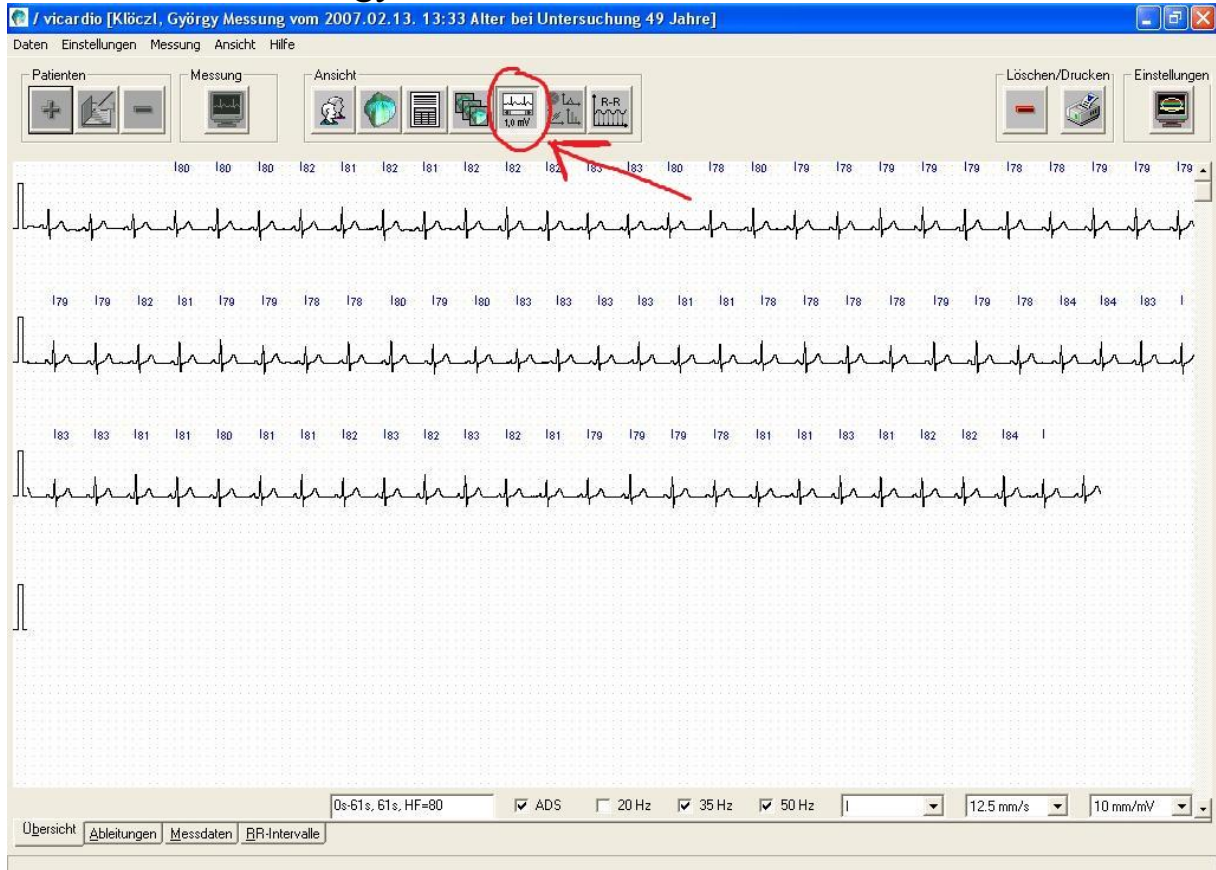 / vicardio [Klöczl, György Messung vom 2007.02.13. 13:33 Alter bei Untersuchung 49 Jahre]
Daten Einstellungen Messung Ansicht Hilfe
Patienten Messung Ansicht Löschen/Drucken Einstellungen
1,0 mV R-R
80 80 80 82 81 82 81 82 82 82 83 83 80 78 80 79 78 79 79 79 78 78 79 79 79
79 79 82 81 79 79 78 78 80 79 80 83 83 83 83 81 81 78 78 78 78 79 79 78 84 84 83
83 83 81 81 80 81 81 82 83 82 83 82 81 79 79 79 78 81 81 83 81 82 82 84
0s-61s, 61s, HF=80 ADS 20 Hz 35 Hz 50 Hz I 12.5 mm/s 10 mm/mV
Übersicht Ableitungen Messdaten RR-Intervalle